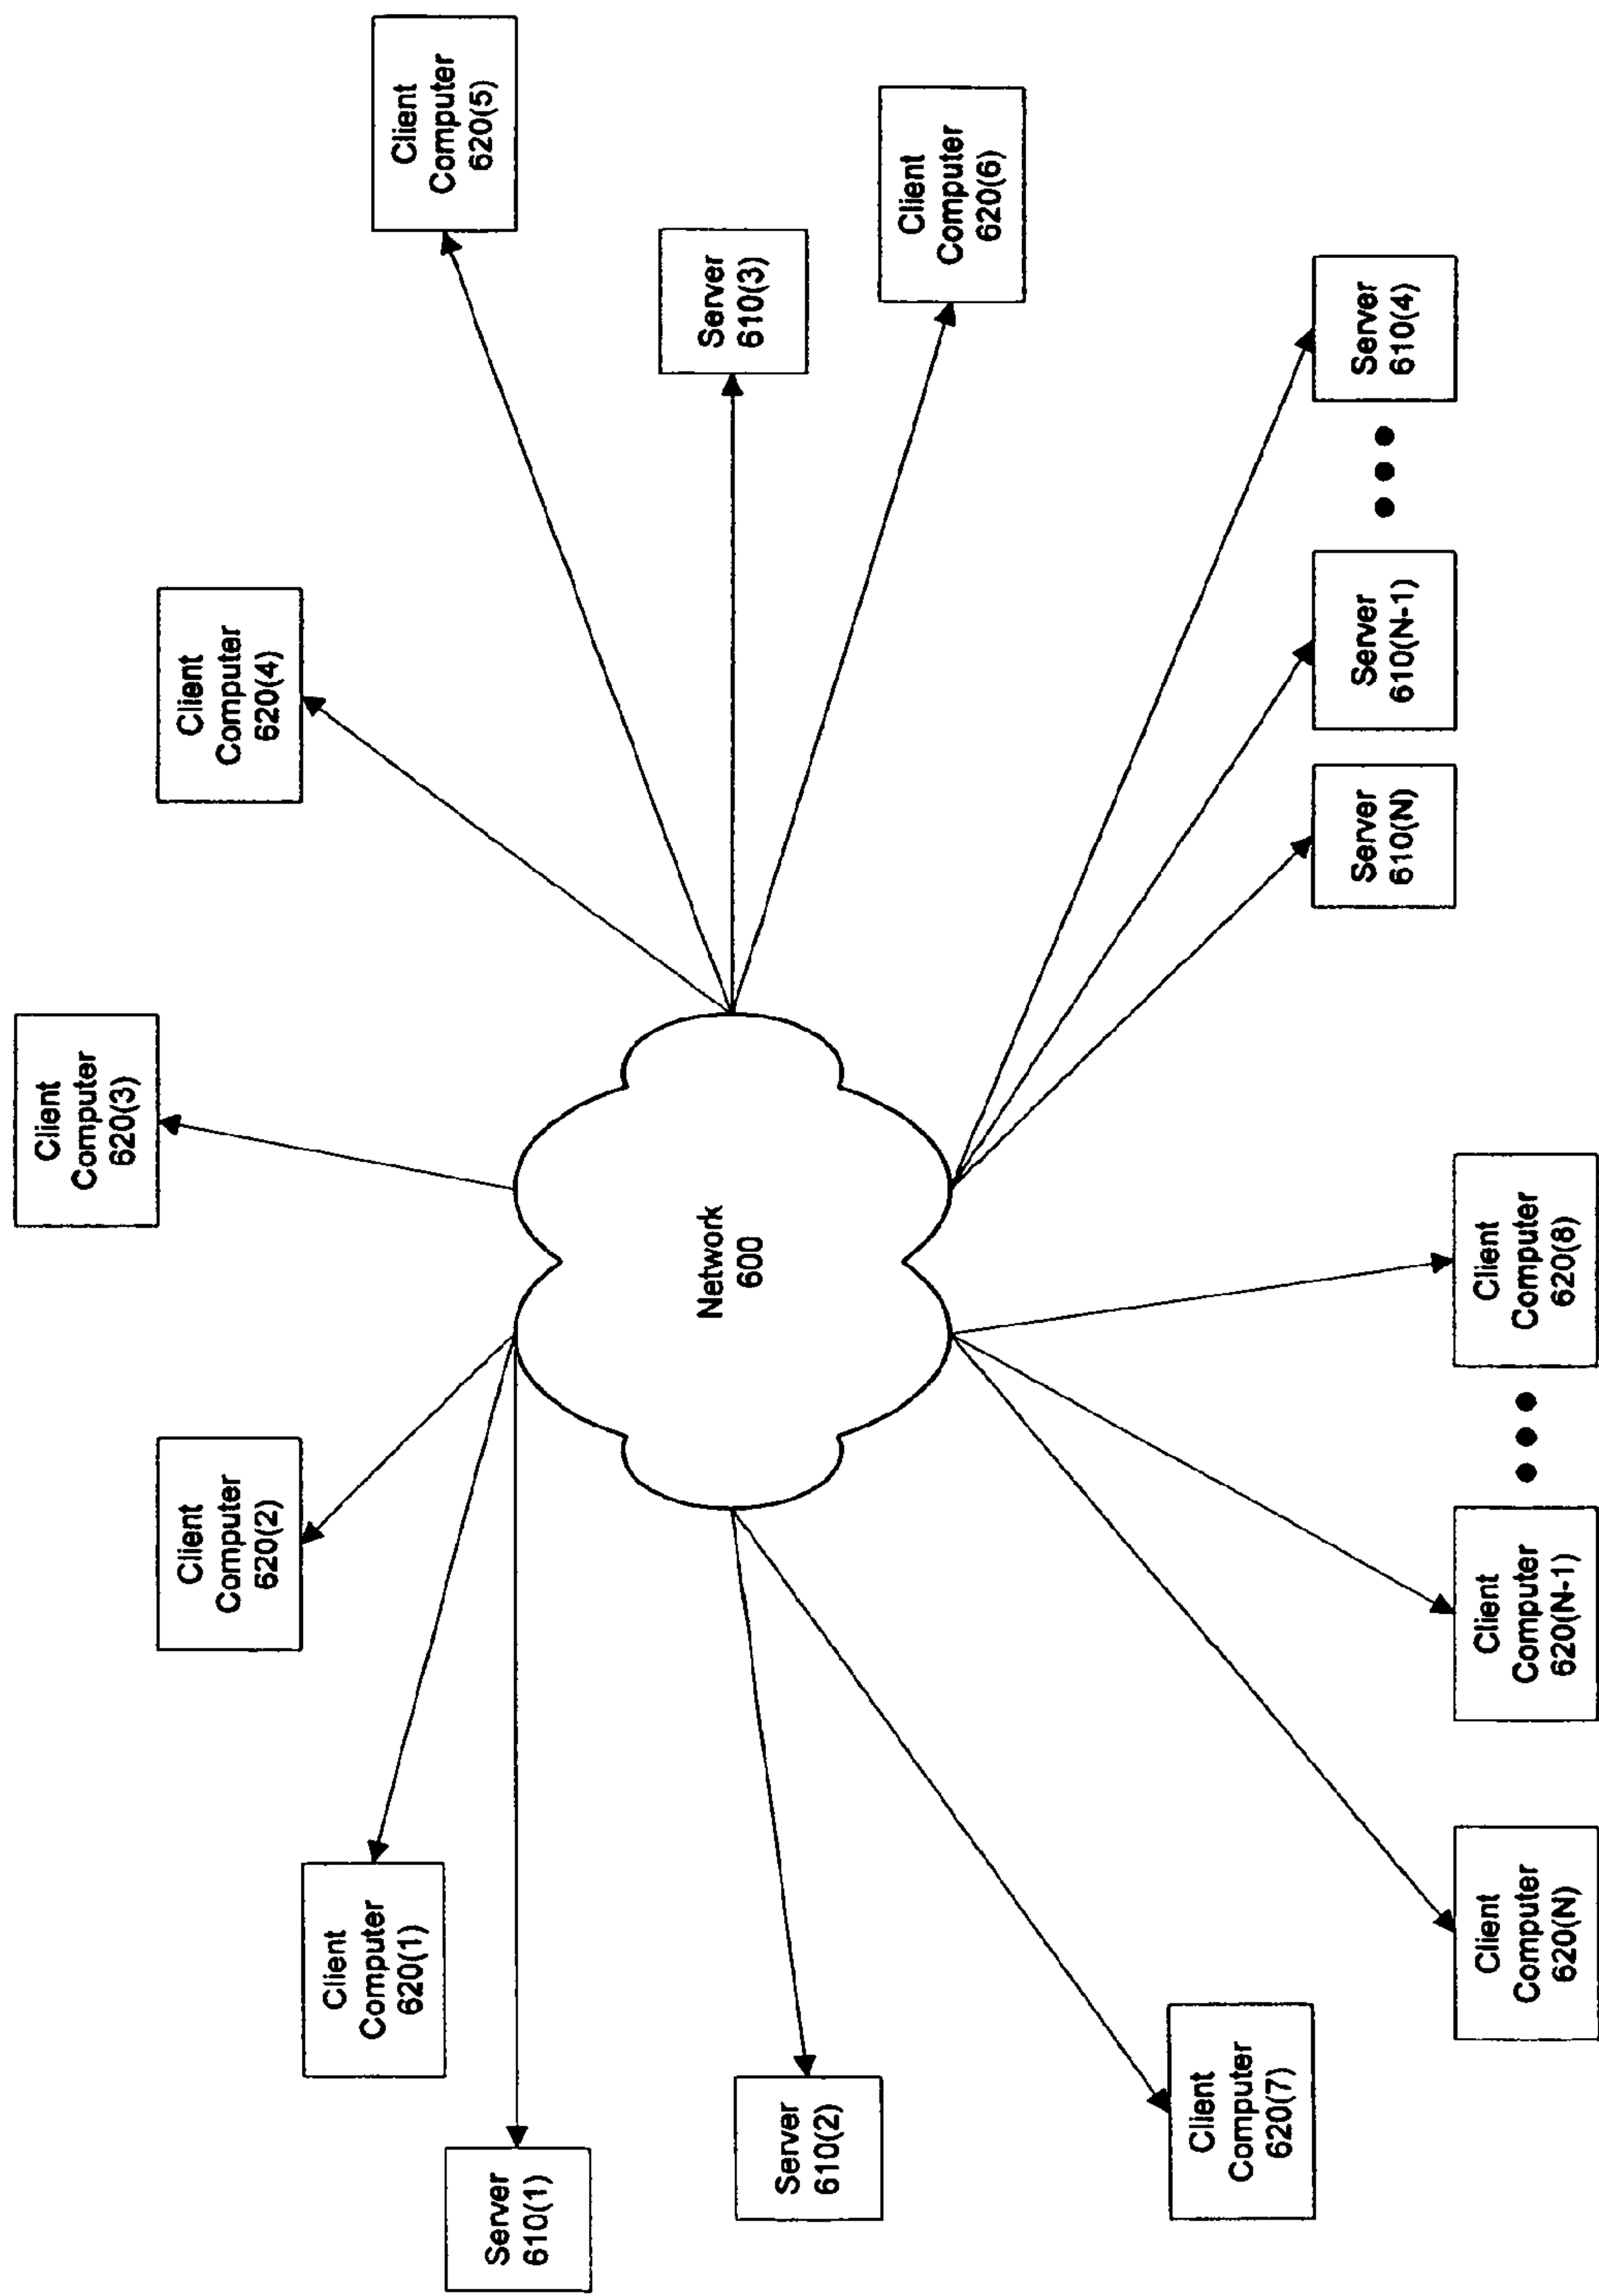 Client
Computer
620(3)
Client
Computer
620(2)
Client
Computer
620(4)
Client
Computer
620(1)
Client
Computer
620(5)
Server
610(1)
Server
610(3)
Network
600
Server
610(2)
Client
Computer
620(6)
Client
Computer
620(7)
Server
610(N)
Server
610(N-1)
Server
610(4)
Client
Computer
620(N)
Client
Computer
620(N-1)
Client
Computer
620(8)